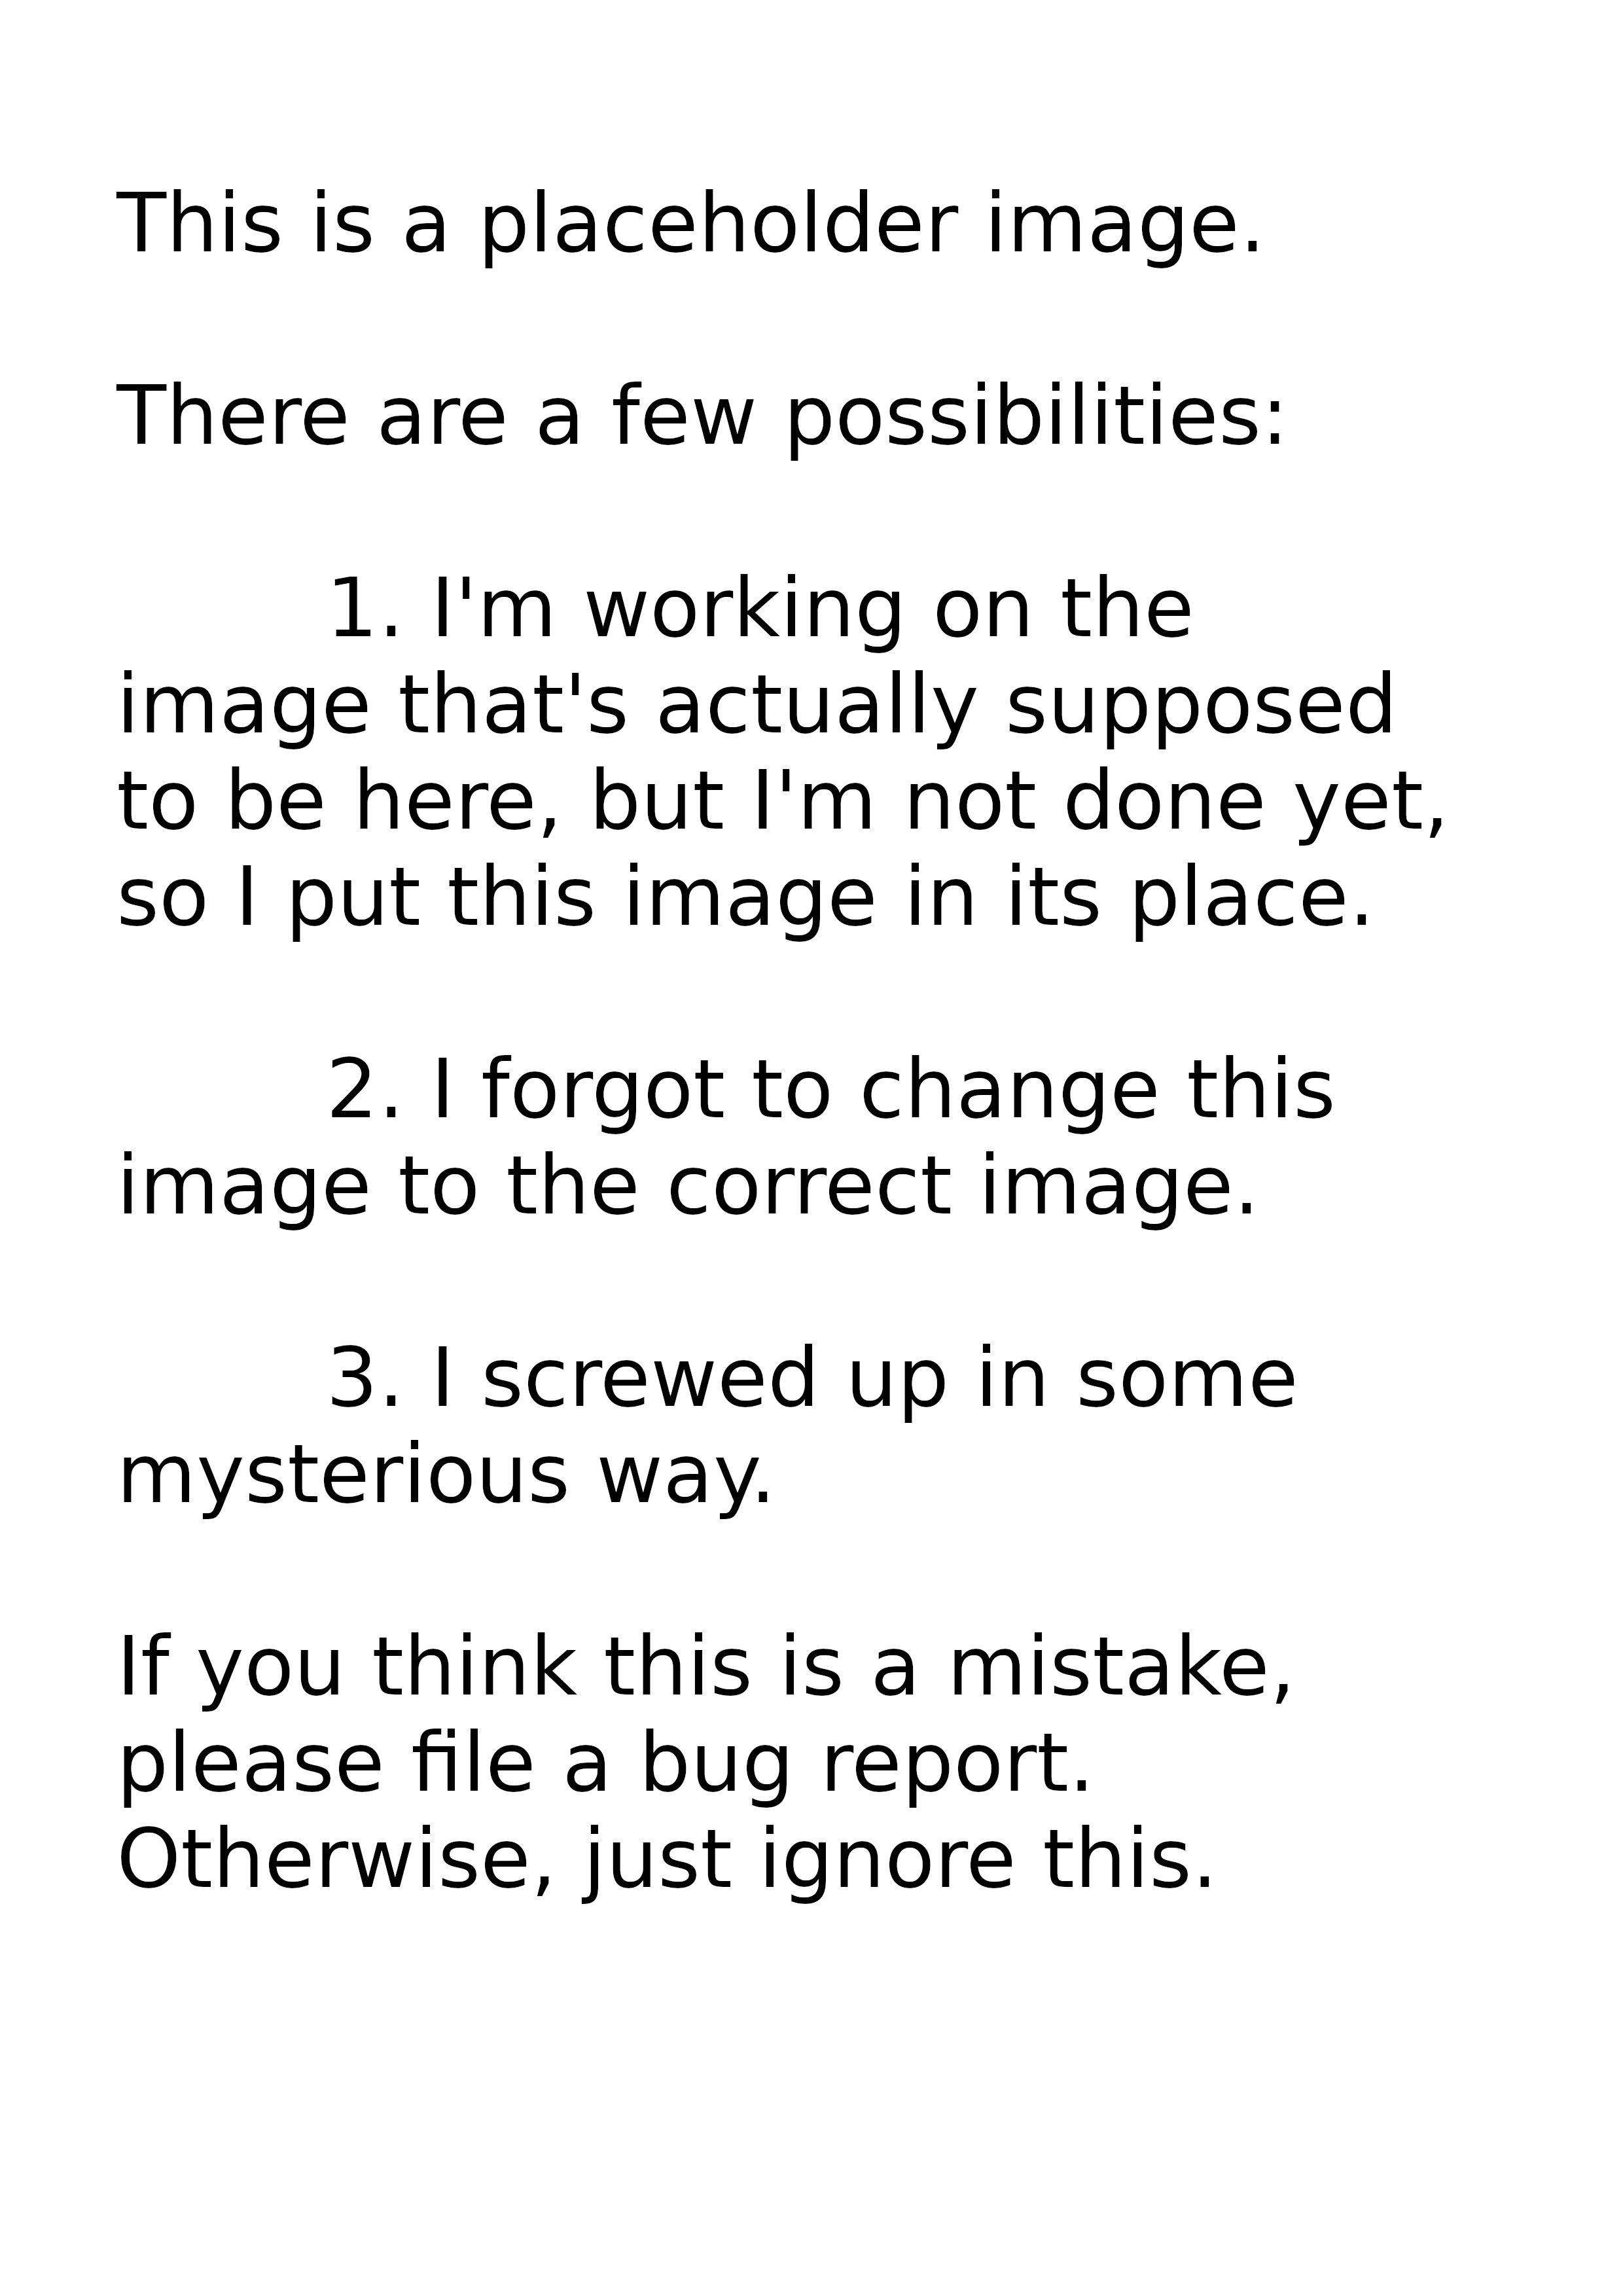 This is a placeholder image.
There are a few possibilities:
1. I'm working on the
image that's actually supposed
to be here, but I'm not done yet,
so I put this image in its place.
2. I forgot to change this
image to the correct image.
3. I screwed up in some
mysterious way.
If you think this is a mistake,
please file a bug report.
Otherwise, just ignore this.